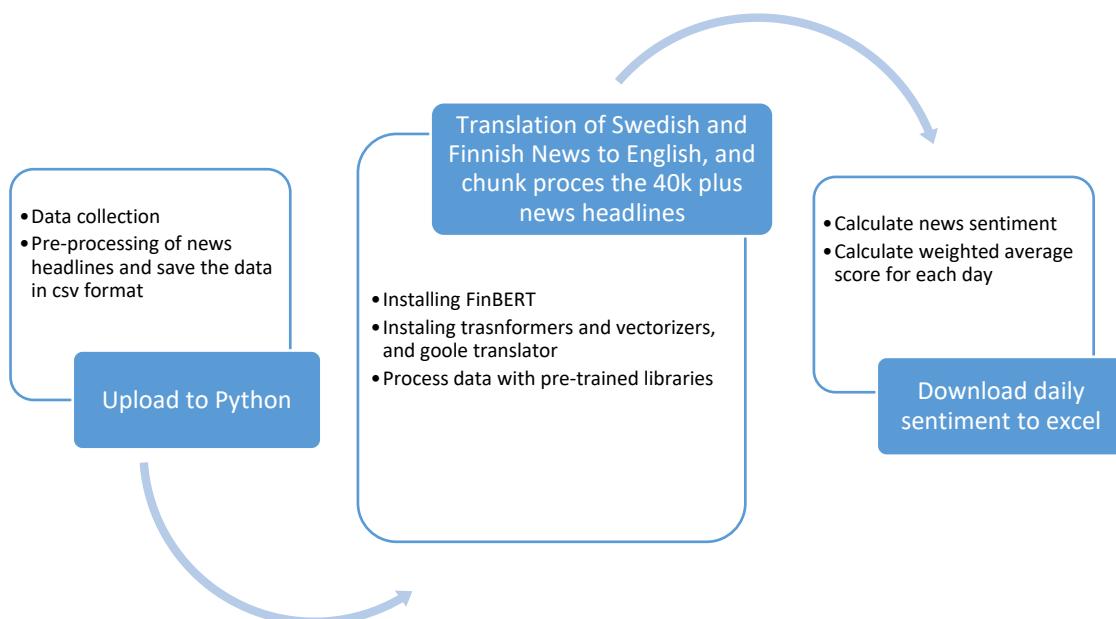 •Data collection
•Pre-processing of news
headlines and save the data
in csv format
Upload to Python
Translation of Swedish and
Finnish News to English, and
chunk proces the 40k plus
news headlines
•Installing FinBERT
•Instaling trasnformers and vectorizers,
and goole translator
•Process data with pre-trained libraries
•Calculate news sentiment
•Calculate weighted average
score for each day
Download daily
sentiment to excel